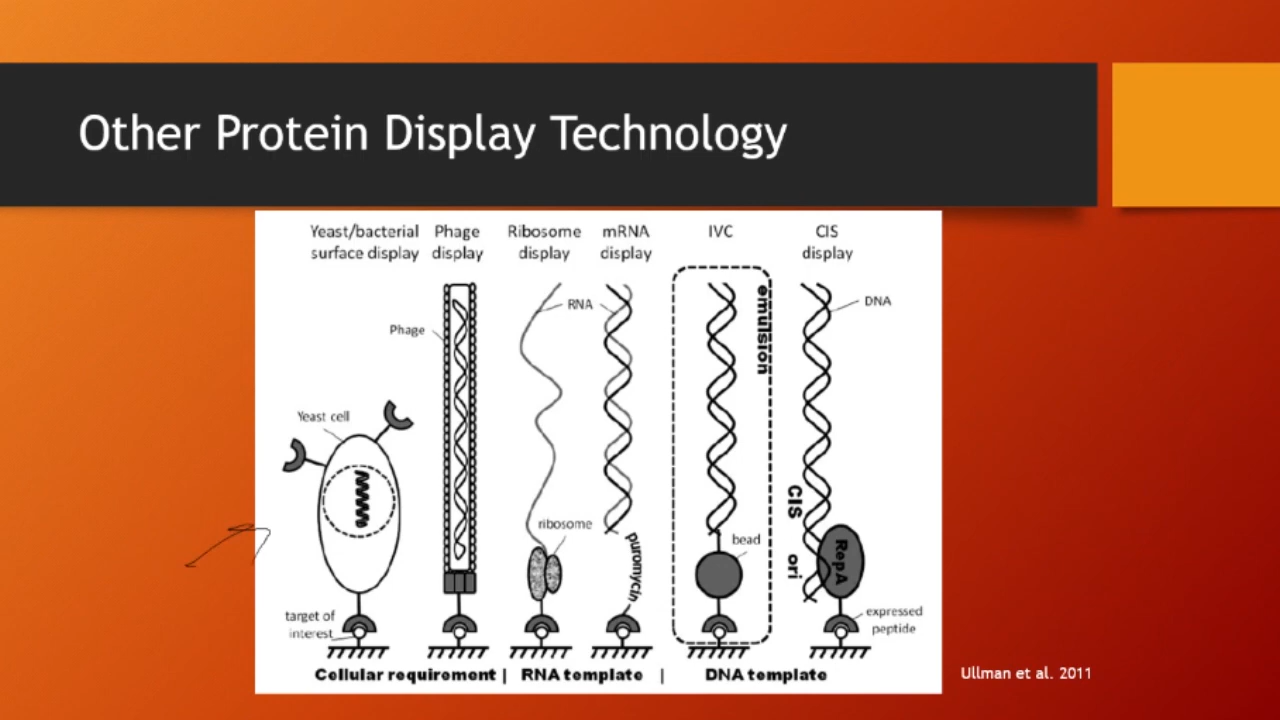 Other Protein Display Technology
Yeast/bacterial
surface display
Phage
display
Ribosome
display
mRNA
display
IVC
CIS
display
RNA
DNA
emulsion
Phage
Yeast cell
CIS
ori
ribosome
puromycin
bead
RepA
target of
interest
expressed
peptide
Cellular requirement | RNA template | DNA template
Ullman et al. 2011